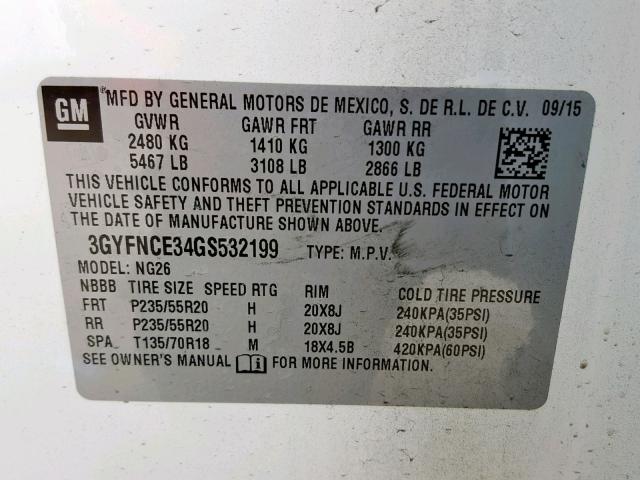 GM ® MFD BY GENERAL MOTORS DE MEXICO, S. DE R.L. DE C.V. 09/15
GVWR GAWR FRT GAWR RR
2480 KG 1410 KG 1300 KG
5467 LB 3108 LB 2866 LB
THIS VEHICLE CONFORMS TO ALL APPLICABLE U.S. FEDERAL MOTOR
VEHICLE SAFETY AND THEFT PREVENTION STANDARDS IN EFFECT ON
THE DATE OF MANUFACTURE SHOWN ABOVE.
3GYFNCE34GS532199 TYPE: M.P.V.
MODEL: NG26
NBBB TIRE SIZE SPEED RTG RIM COLD TIRE PRESSURE
FRT P235/55R20 H 20X8J 240KPA(35PSI)
RR P235/55R20 H 20X8J 240KPA(35PSI)
SPA T135/70R18 M 18X4.5B 420KPA(60PSI)
SEE OWNER'S MANUAL FOR MORE INFORMATION.